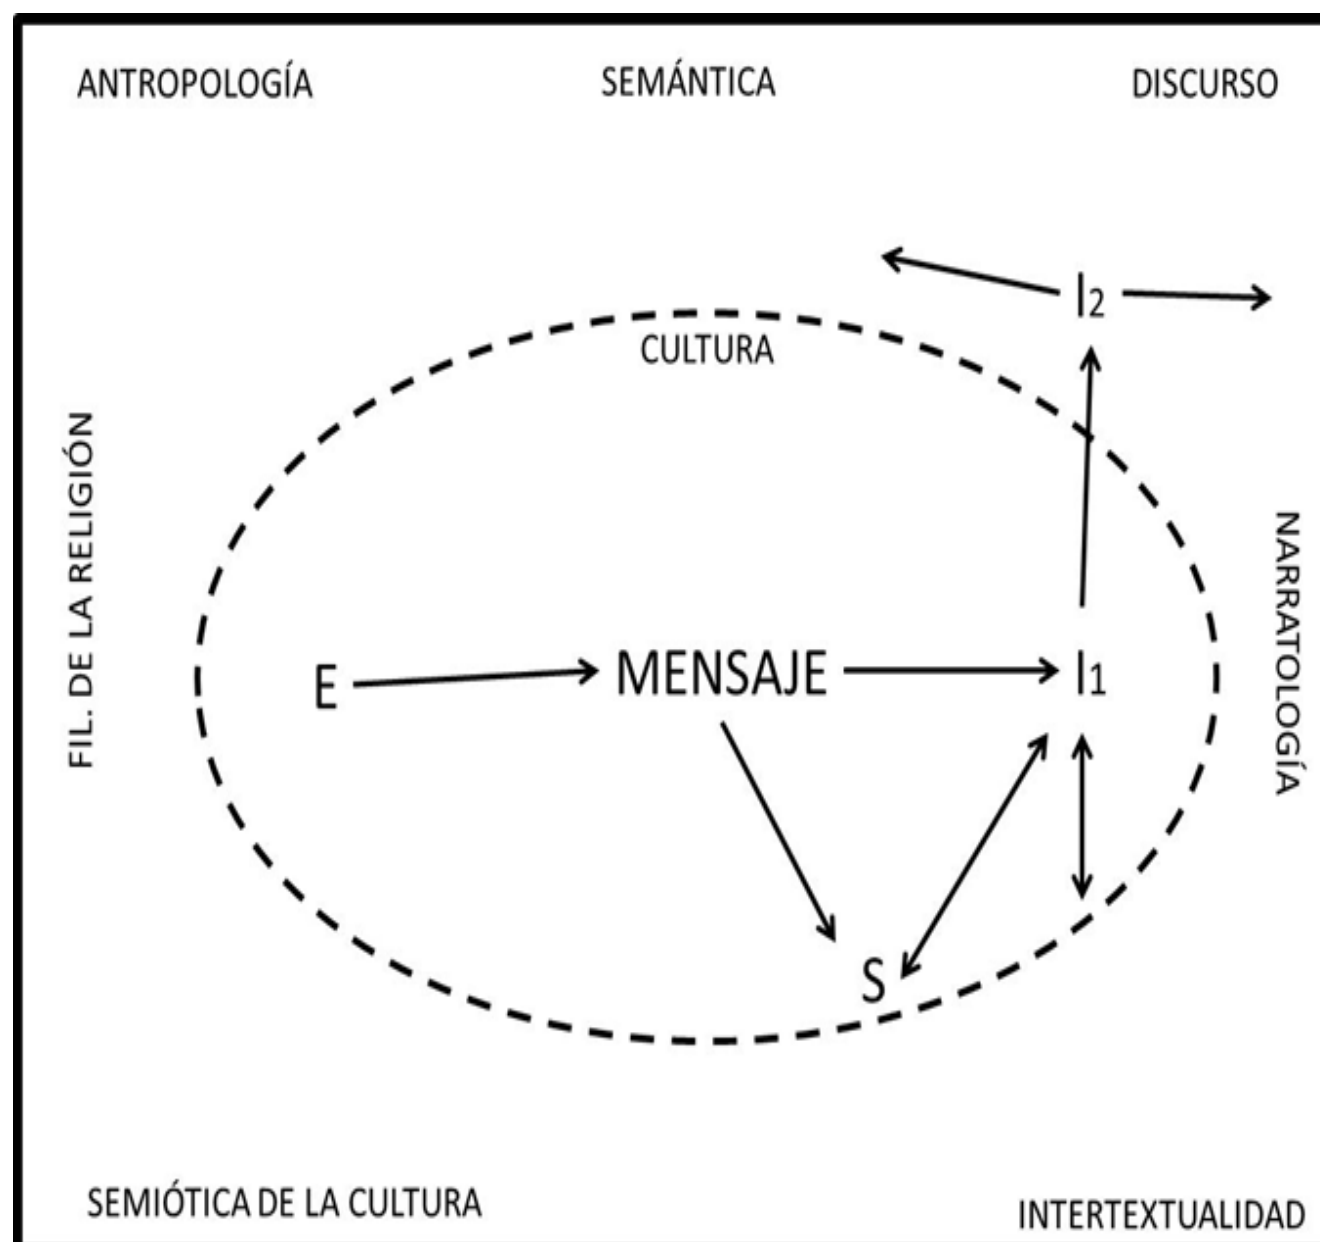 ANTROPOLOGÍA
SEMÁNTICA
DISCURSO
I2
CULTURA
FIL. DE LA RELIGIÓN
NARRATOLOGÍA
E
MENSAJE
I1
S
SEMIÓTICA DE LA CULTURA
INTERTEXTUALIDAD